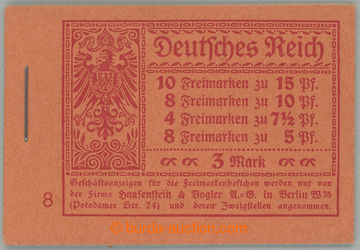 Deutsches Reich
10 Freimarken zu 15 Pf.
8 Freimarken zu 10 Pf.
4 Freimarken zu 7½ Pf.
8 Freimarken zu 5 Pf.
3 Mark
Geschäftsanzeigen für die Freimarkenheftchen werden nur von
der Firma Haasenstein & Vogler A.-G. in Berlin W35
(Potsdamer Str. 24) und deren Zweigstellen angenommen.
8